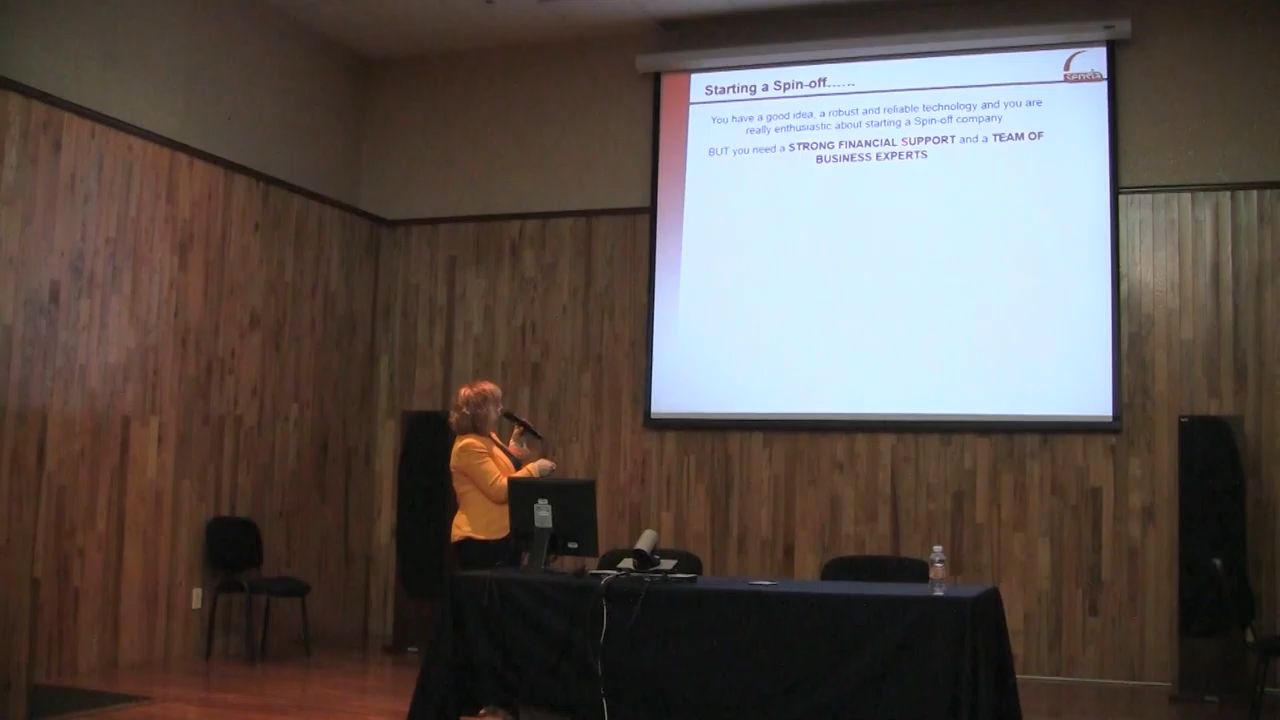 Starting a Spin-off......
sensia
You have a good idea, a robust and reliable technology and you are
really enthusiastic about starting a Spin-off company
BUT you need a STRONG FINANCIAL SUPPORT and a TEAM OF
BUSINESS EXPERTS